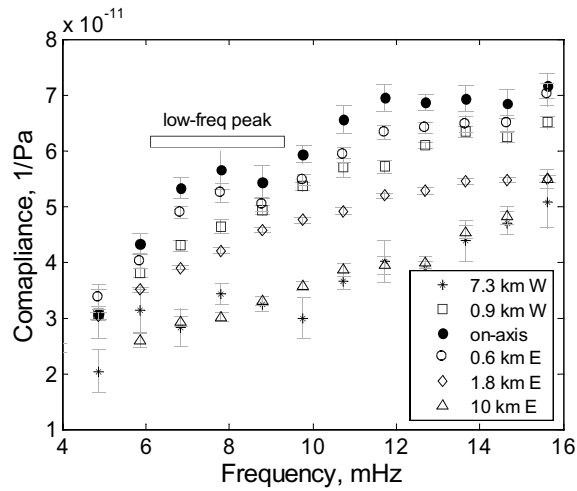 x 10⁻¹¹
8
7
6
5
4
3
2
1
Comapliance, 1/Pa
low-freq peak
7.3 km W
0.9 km W
on-axis
0.6 km E
1.8 km E
10 km E
4 6 8 10 12 14 16
Frequency, mHz